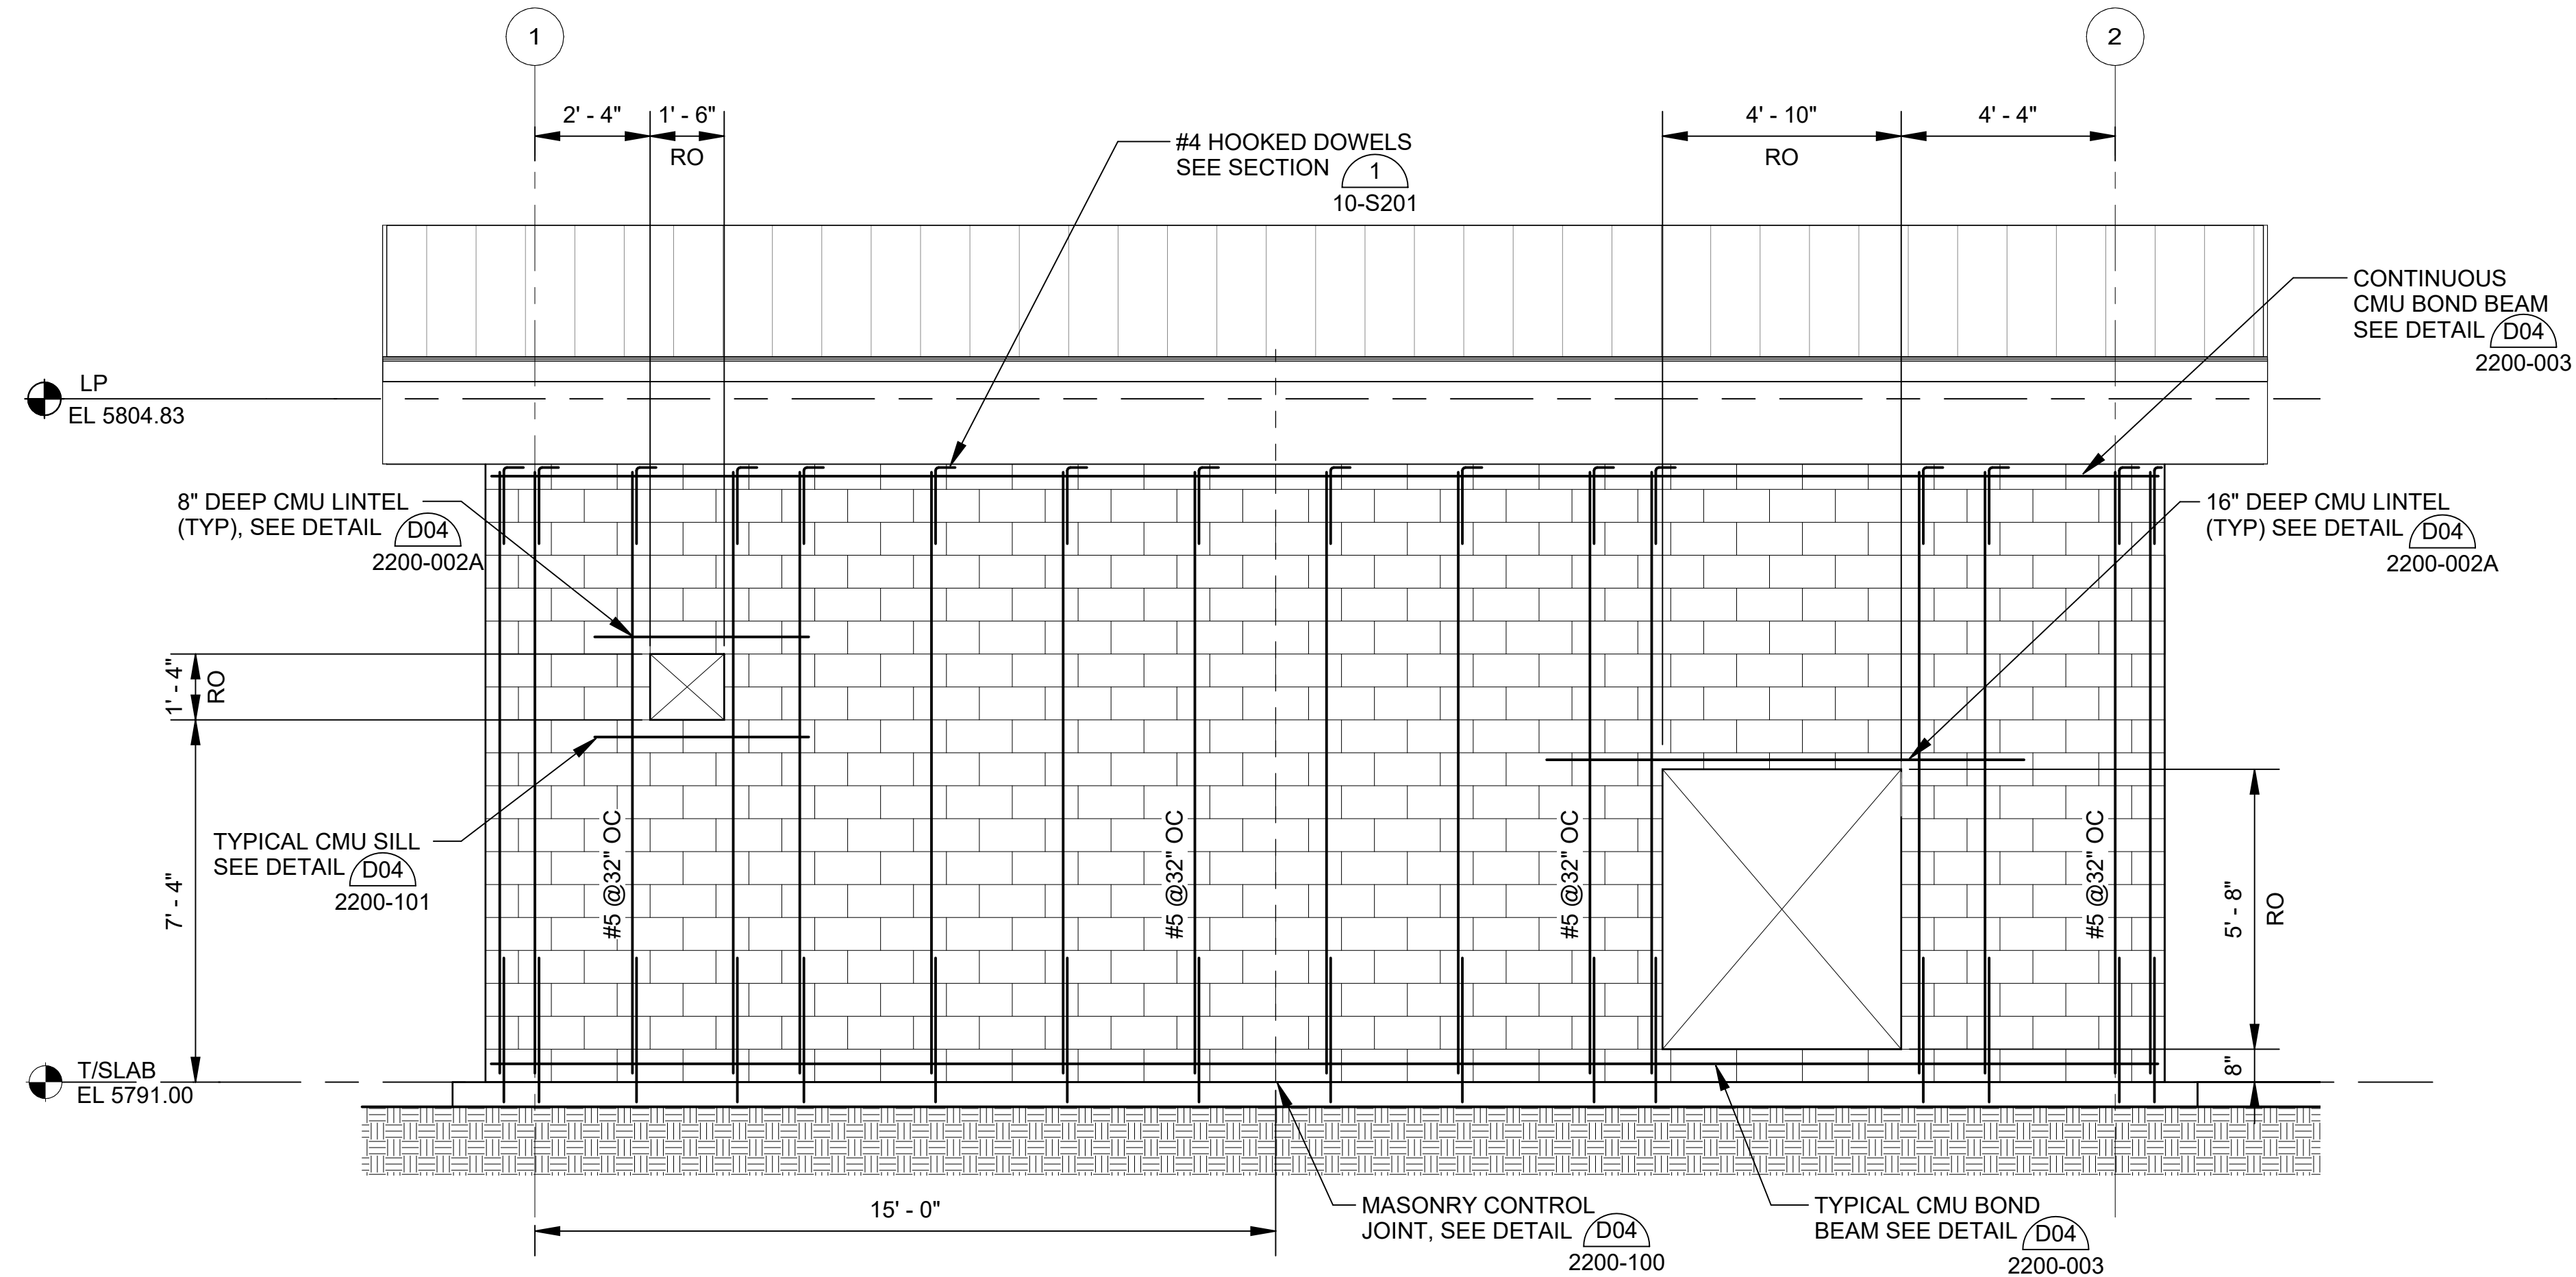 1
2
2' - 4"
1' - 6"
RO
4' - 10"
RO
4' - 4"
#4 HOOKED DOWELS
SEE SECTION
1
10-S201
CONTINUOUS
CMU BOND BEAM
SEE DETAIL
D04
2200-003
LP
EL 5804.83
8" DEEP CMU LINTEL
(TYP), SEE DETAIL
D04
2200-002A
16" DEEP CMU LINTEL
(TYP) SEE DETAIL
D04
2200-002A
1' - 4"
RO
7' - 4"
TYPICAL CMU SILL
SEE DETAIL
D04
2200-101
#5 @32" OC
#5 @32" OC
#5 @32" OC
#5 @32" OC
5' - 8"
RO
8"
T/SLAB
EL 5791.00
15' - 0"
MASONRY CONTROL
JOINT, SEE DETAIL
D04
2200-100
TYPICAL CMU BOND
BEAM SEE DETAIL
D04
2200-003